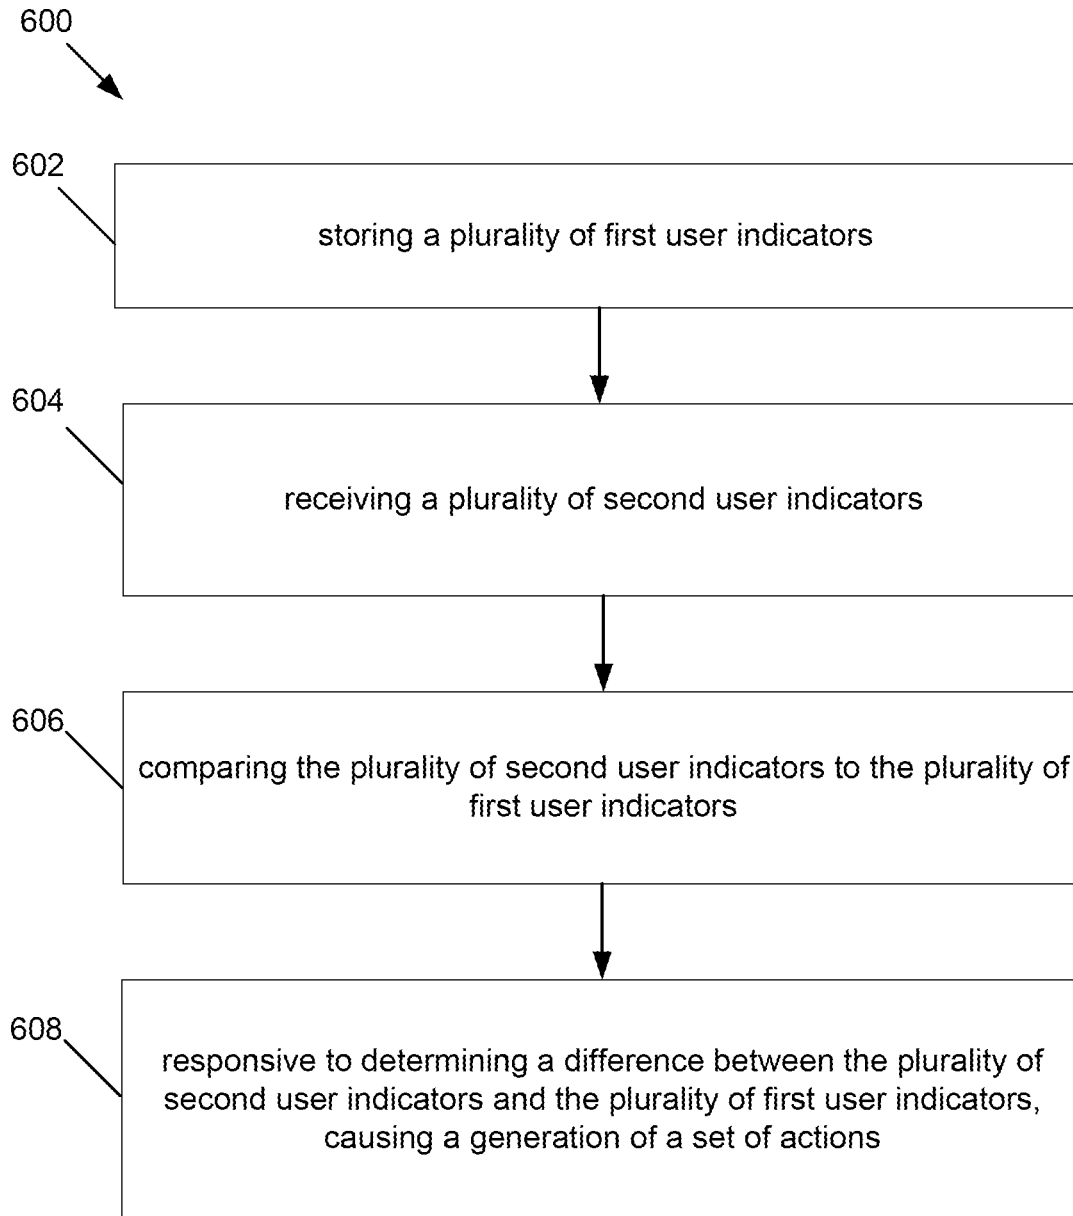 600
602
storing a plurality of first user indicators
604
receiving a plurality of second user indicators
606
comparing the plurality of second user indicators to the plurality of
first user indicators
608
responsive to determining a difference between the plurality of
second user indicators and the plurality of first user indicators,
causing a generation of a set of actions